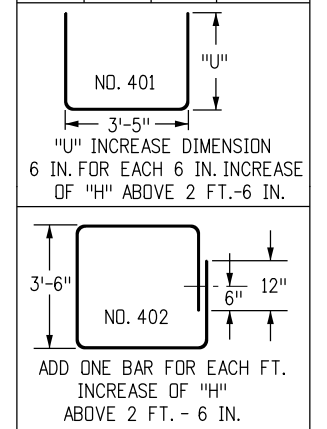 "U"
NO. 401
3'-5"
"U" INCREASE DIMENSION
6 IN. FOR EACH 6 IN. INCREASE
OF "H" ABOVE 2 FT.-6 IN.
3'-6"
12"
6"
NO. 402
ADD ONE BAR FOR EACH FT.
INCREASE OF "H"
ABOVE 2 FT. - 6 IN.